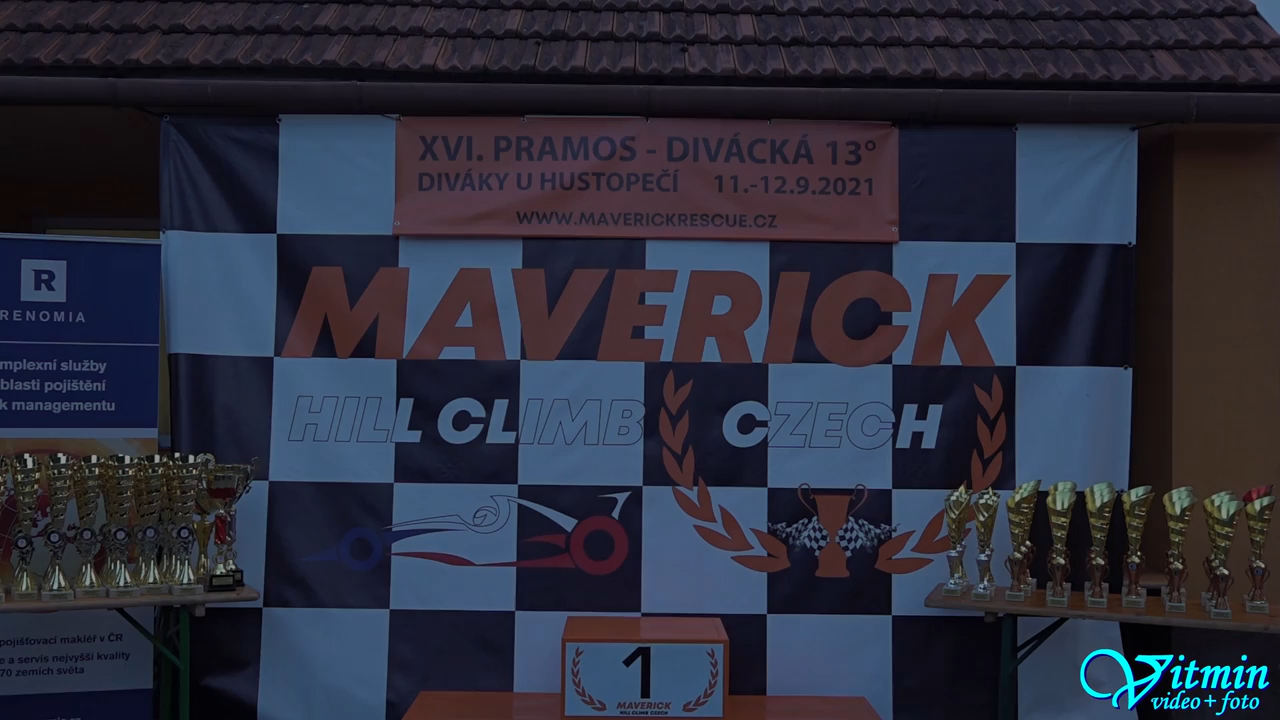 XVI. PRAMOS - DIVÁCKÁ 13°
DIVÁKY U HUSTOPEČÍ 11.-12.9.2021
WWW.MAVERICKRESCUE.CZ
MAVERICK
HILL CLIMB CZECH
R
RENOMIA
mplexní služby
blasti pojištění
k managementu
pojišťovací makléř v ČR
e a servis nejvyšší kvality
70 zemích světa
1
MAVERICK
HILL CLIMB CZECH
Vitmin
video+foto